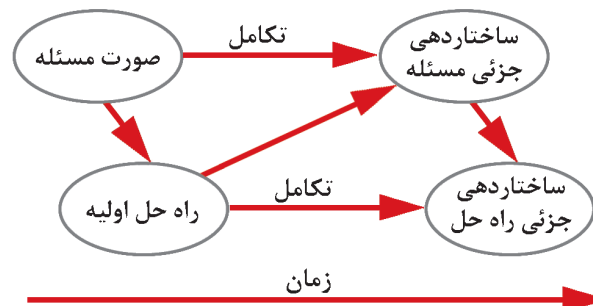 صورت مسئله
تکامل
ساختاردهی
جزئی مسئله
راه حل اولیه
تکامل
ساختاردهی
جزئی راه حل
زمان